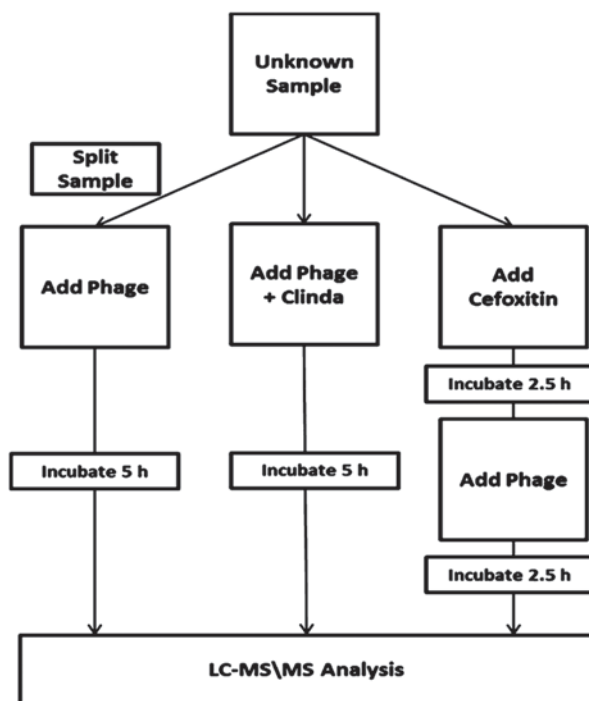 Unknown
Sample
Split
Sample
Add Phage
Add Phage
+ Clinda
Add
Cefoxitin
Incubate 2.5 h
Incubate 5 h
Incubate 5 h
Add Phage
Incubate 2.5 h
LC-MS\MS Analysis